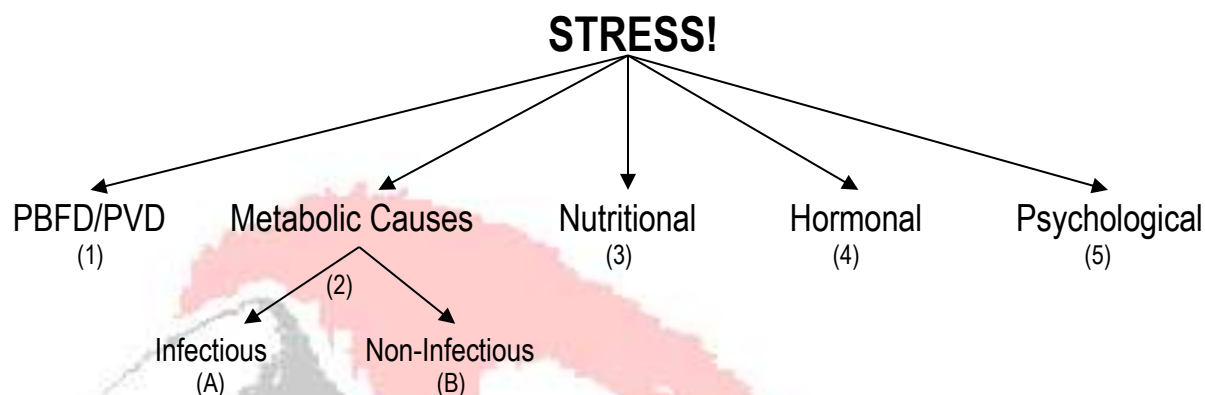 STRESS!
PBFD/PVD Metabolic Causes Nutritional Hormonal Psychological
(1) (3) (4) (5)
(2)
Infectious Non-Infectious
(A) (B)